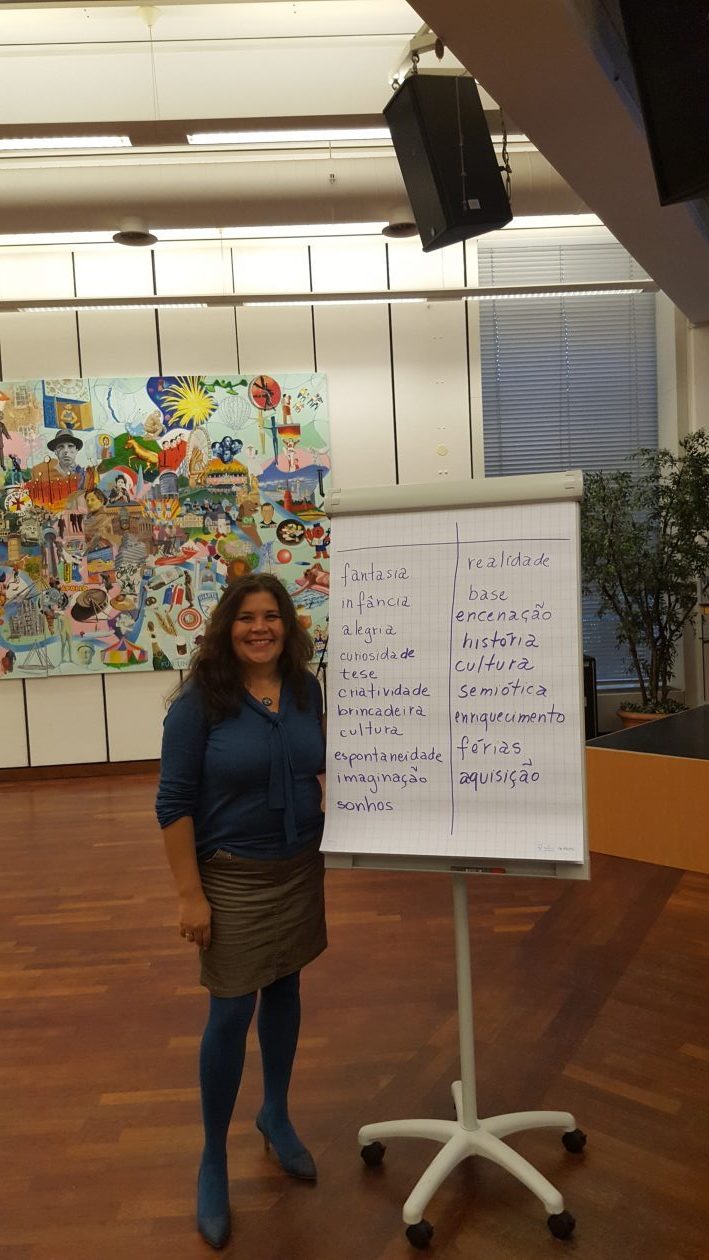 fantasia
infância
alegria
curiosidade
tese
criatividade
brincadeira
cultura
espontaneidade
imaginação
sonhos
realidade
base
encenação
história
cultura
semiótica
enriquecimento
férias
aquisição